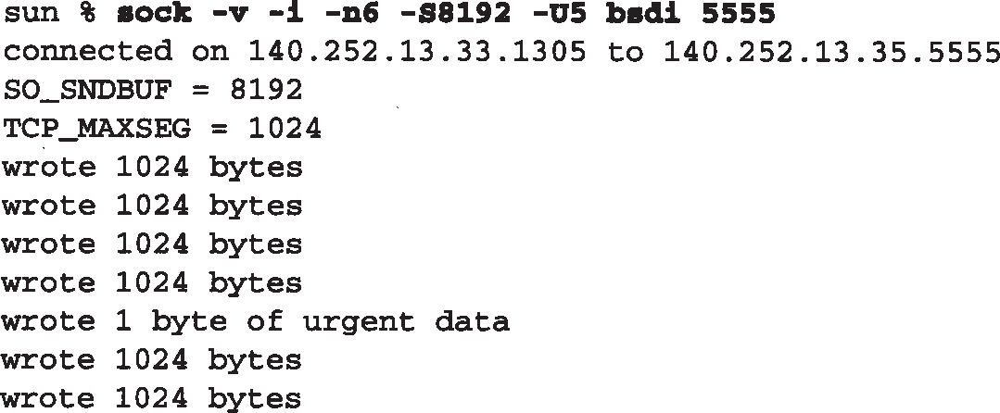 sun % sock -v -i -n6 -S8192 -U5 bsdi 5555
connected on 140.252.13.33.1305 to 140.252.13.35.5555
SO_SNDBUF = 8192
TCP_MAXSEG = 1024
wrote 1024 bytes
wrote 1024 bytes
wrote 1024 bytes
wrote 1024 bytes
wrote 1 byte of urgent data
wrote 1024 bytes
wrote 1024 bytes